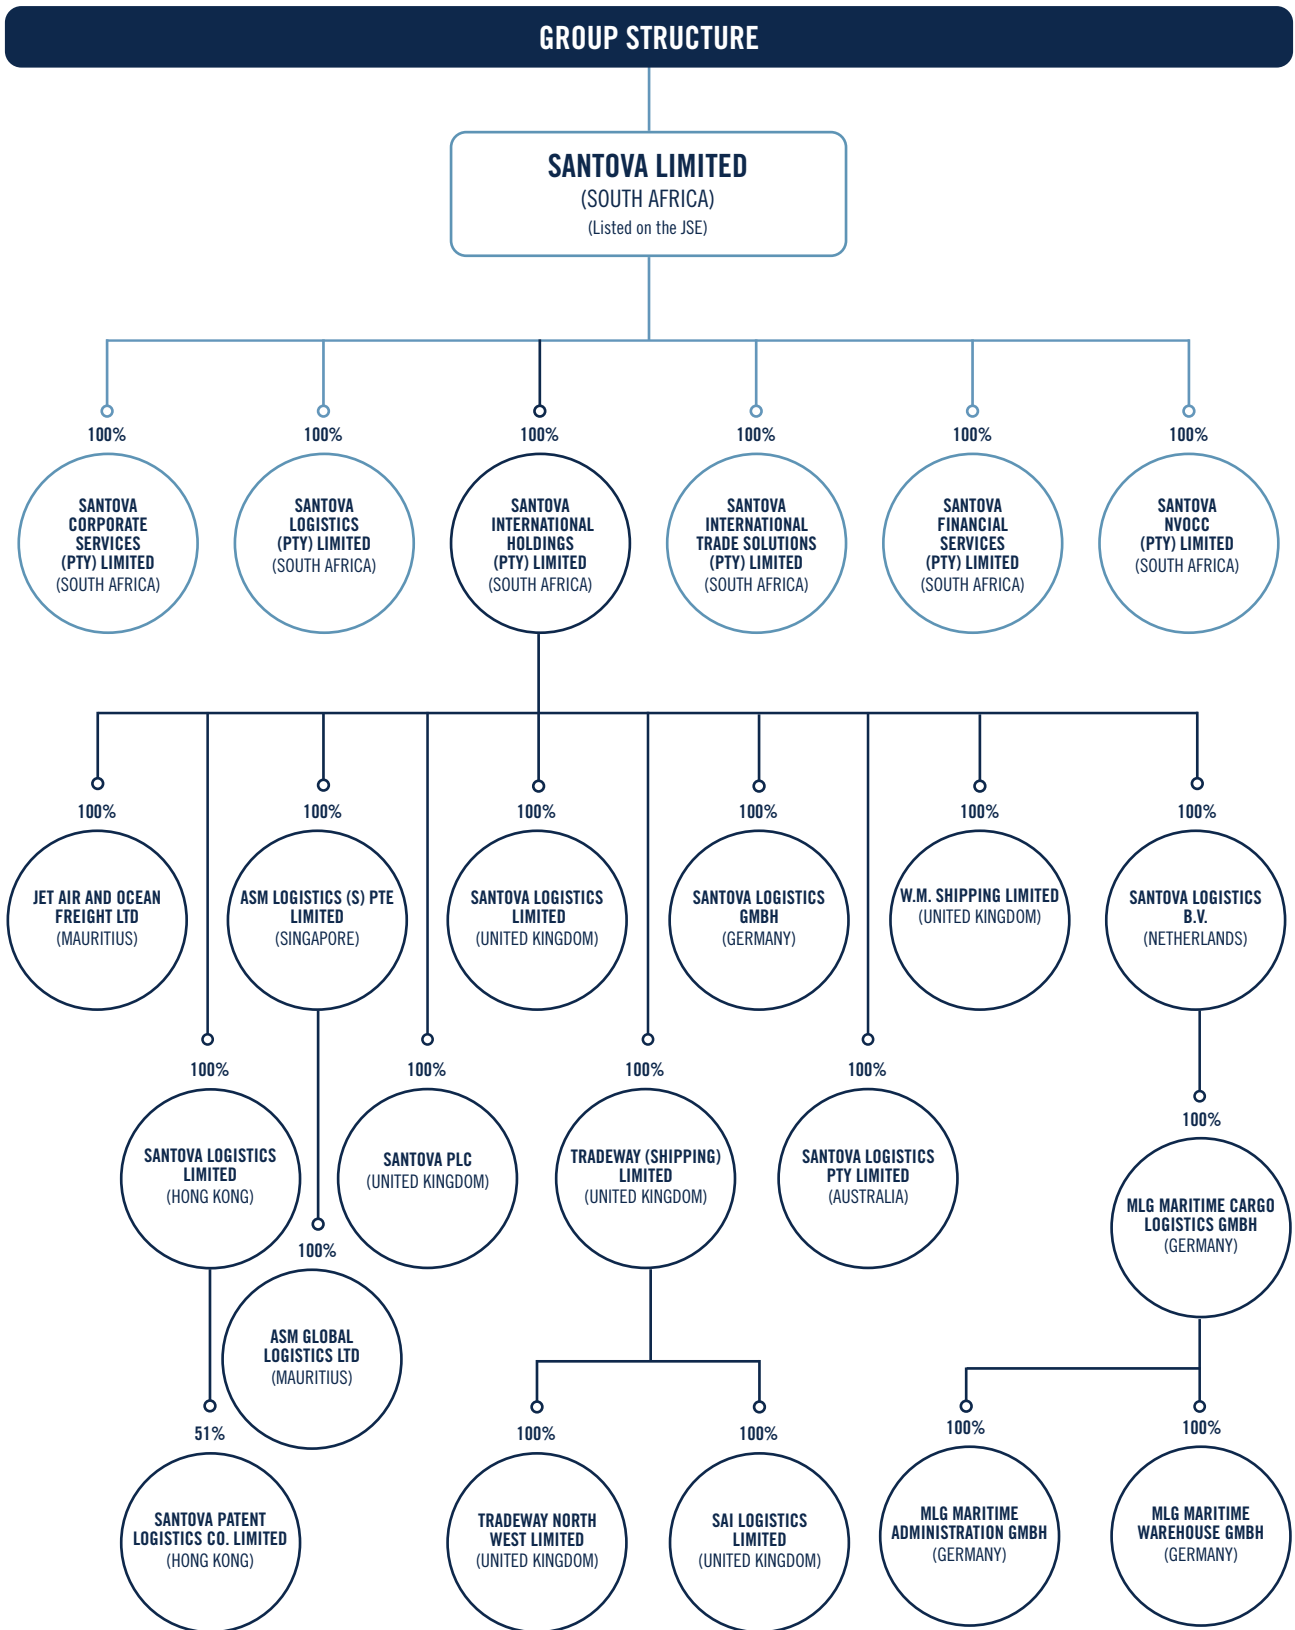 GROUP STRUCTURE
SANTOVA LIMITED
(SOUTH AFRICA)
(Listed on the JSE)
100%
SANTOVA
CORPORATE
SERVICES
(PTY) LIMITED
(SOUTH AFRICA)
100%
SANTOVA
LOGISTICS
(PTY) LIMITED
(SOUTH AFRICA)
100%
SANTOVA
INTERNATIONAL
HOLDINGS
(PTY) LIMITED
(SOUTH AFRICA)
100%
SANTOVA
INTERNATIONAL
TRADE SOLUTIONS
(PTY) LIMITED
(SOUTH AFRICA)
100%
SANTOVA
FINANCIAL
SERVICES
(PTY) LIMITED
(SOUTH AFRICA)
100%
SANTOVA
NVOCC
(PTY) LIMITED
(SOUTH AFRICA)
100%
JET AIR AND OCEAN
FREIGHT LTD
(MAURITIUS)
100%
ASM LOGISTICS (S) PTE
LIMITED
(SINGAPORE)
100%
SANTOVA LOGISTICS
LIMITED
(UNITED KINGDOM)
100%
SANTOVA LOGISTICS
GMBH
(GERMANY)
100%
W.M. SHIPPING LIMITED
(UNITED KINGDOM)
100%
SANTOVA LOGISTICS
B.V.
(NETHERLANDS)
100%
SANTOVA LOGISTICS
LIMITED
(HONG KONG)
100%
SANTOVA PLC
(UNITED KINGDOM)
100%
TRADEWAY (SHIPPING)
LIMITED
(UNITED KINGDOM)
100%
SANTOVA LOGISTICS
PTY LIMITED
(AUSTRALIA)
100%
MLG MARITIME CARGO
LOGISTICS GMBH
(GERMANY)
100%
ASM GLOBAL
LOGISTICS LTD
(MAURITIUS)
51%
SANTOVA PATENT
LOGISTICS CO. LIMITED
(HONG KONG)
100%
TRADEWAY NORTH
WEST LIMITED
(UNITED KINGDOM)
100%
SAI LOGISTICS
LIMITED
(UNITED KINGDOM)
100%
MLG MARITIME
ADMINISTRATION GMBH
(GERMANY)
100%
MLG MARITIME
WAREHOUSE GMBH
(GERMANY)